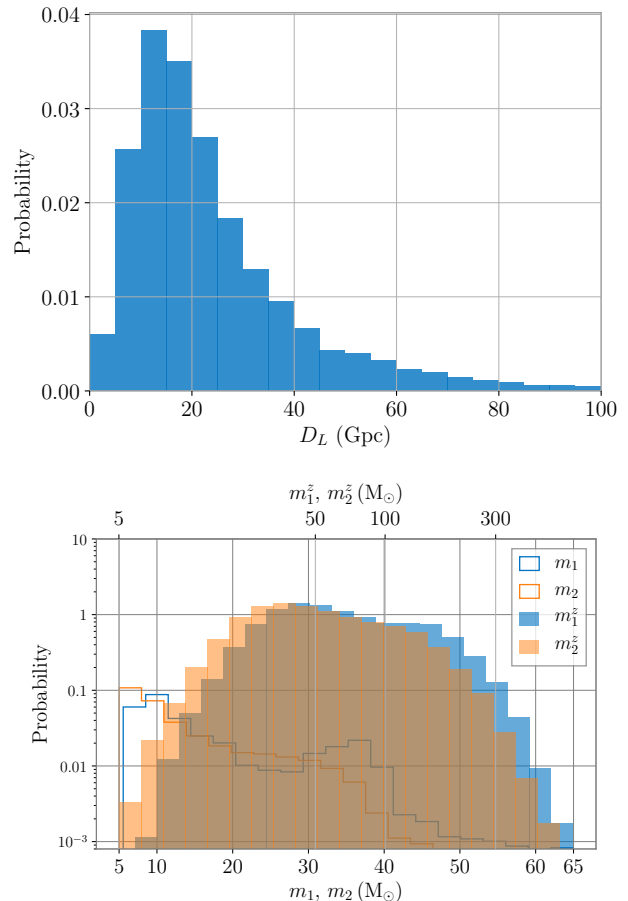 0.04
0.03
0.02
0.01
0.00
Probability
0 20 40 60 80 100
D_L (Gpc)
m_1^z, m_2^z (M_⊙)
5 50 100 300
10
1
0.1
0.01
10^{-3}
Probability
m_1
m_2
m_1^z
m_2^z
5 10 20 30 40 50 60 65
m_1, m_2 (M_⊙)